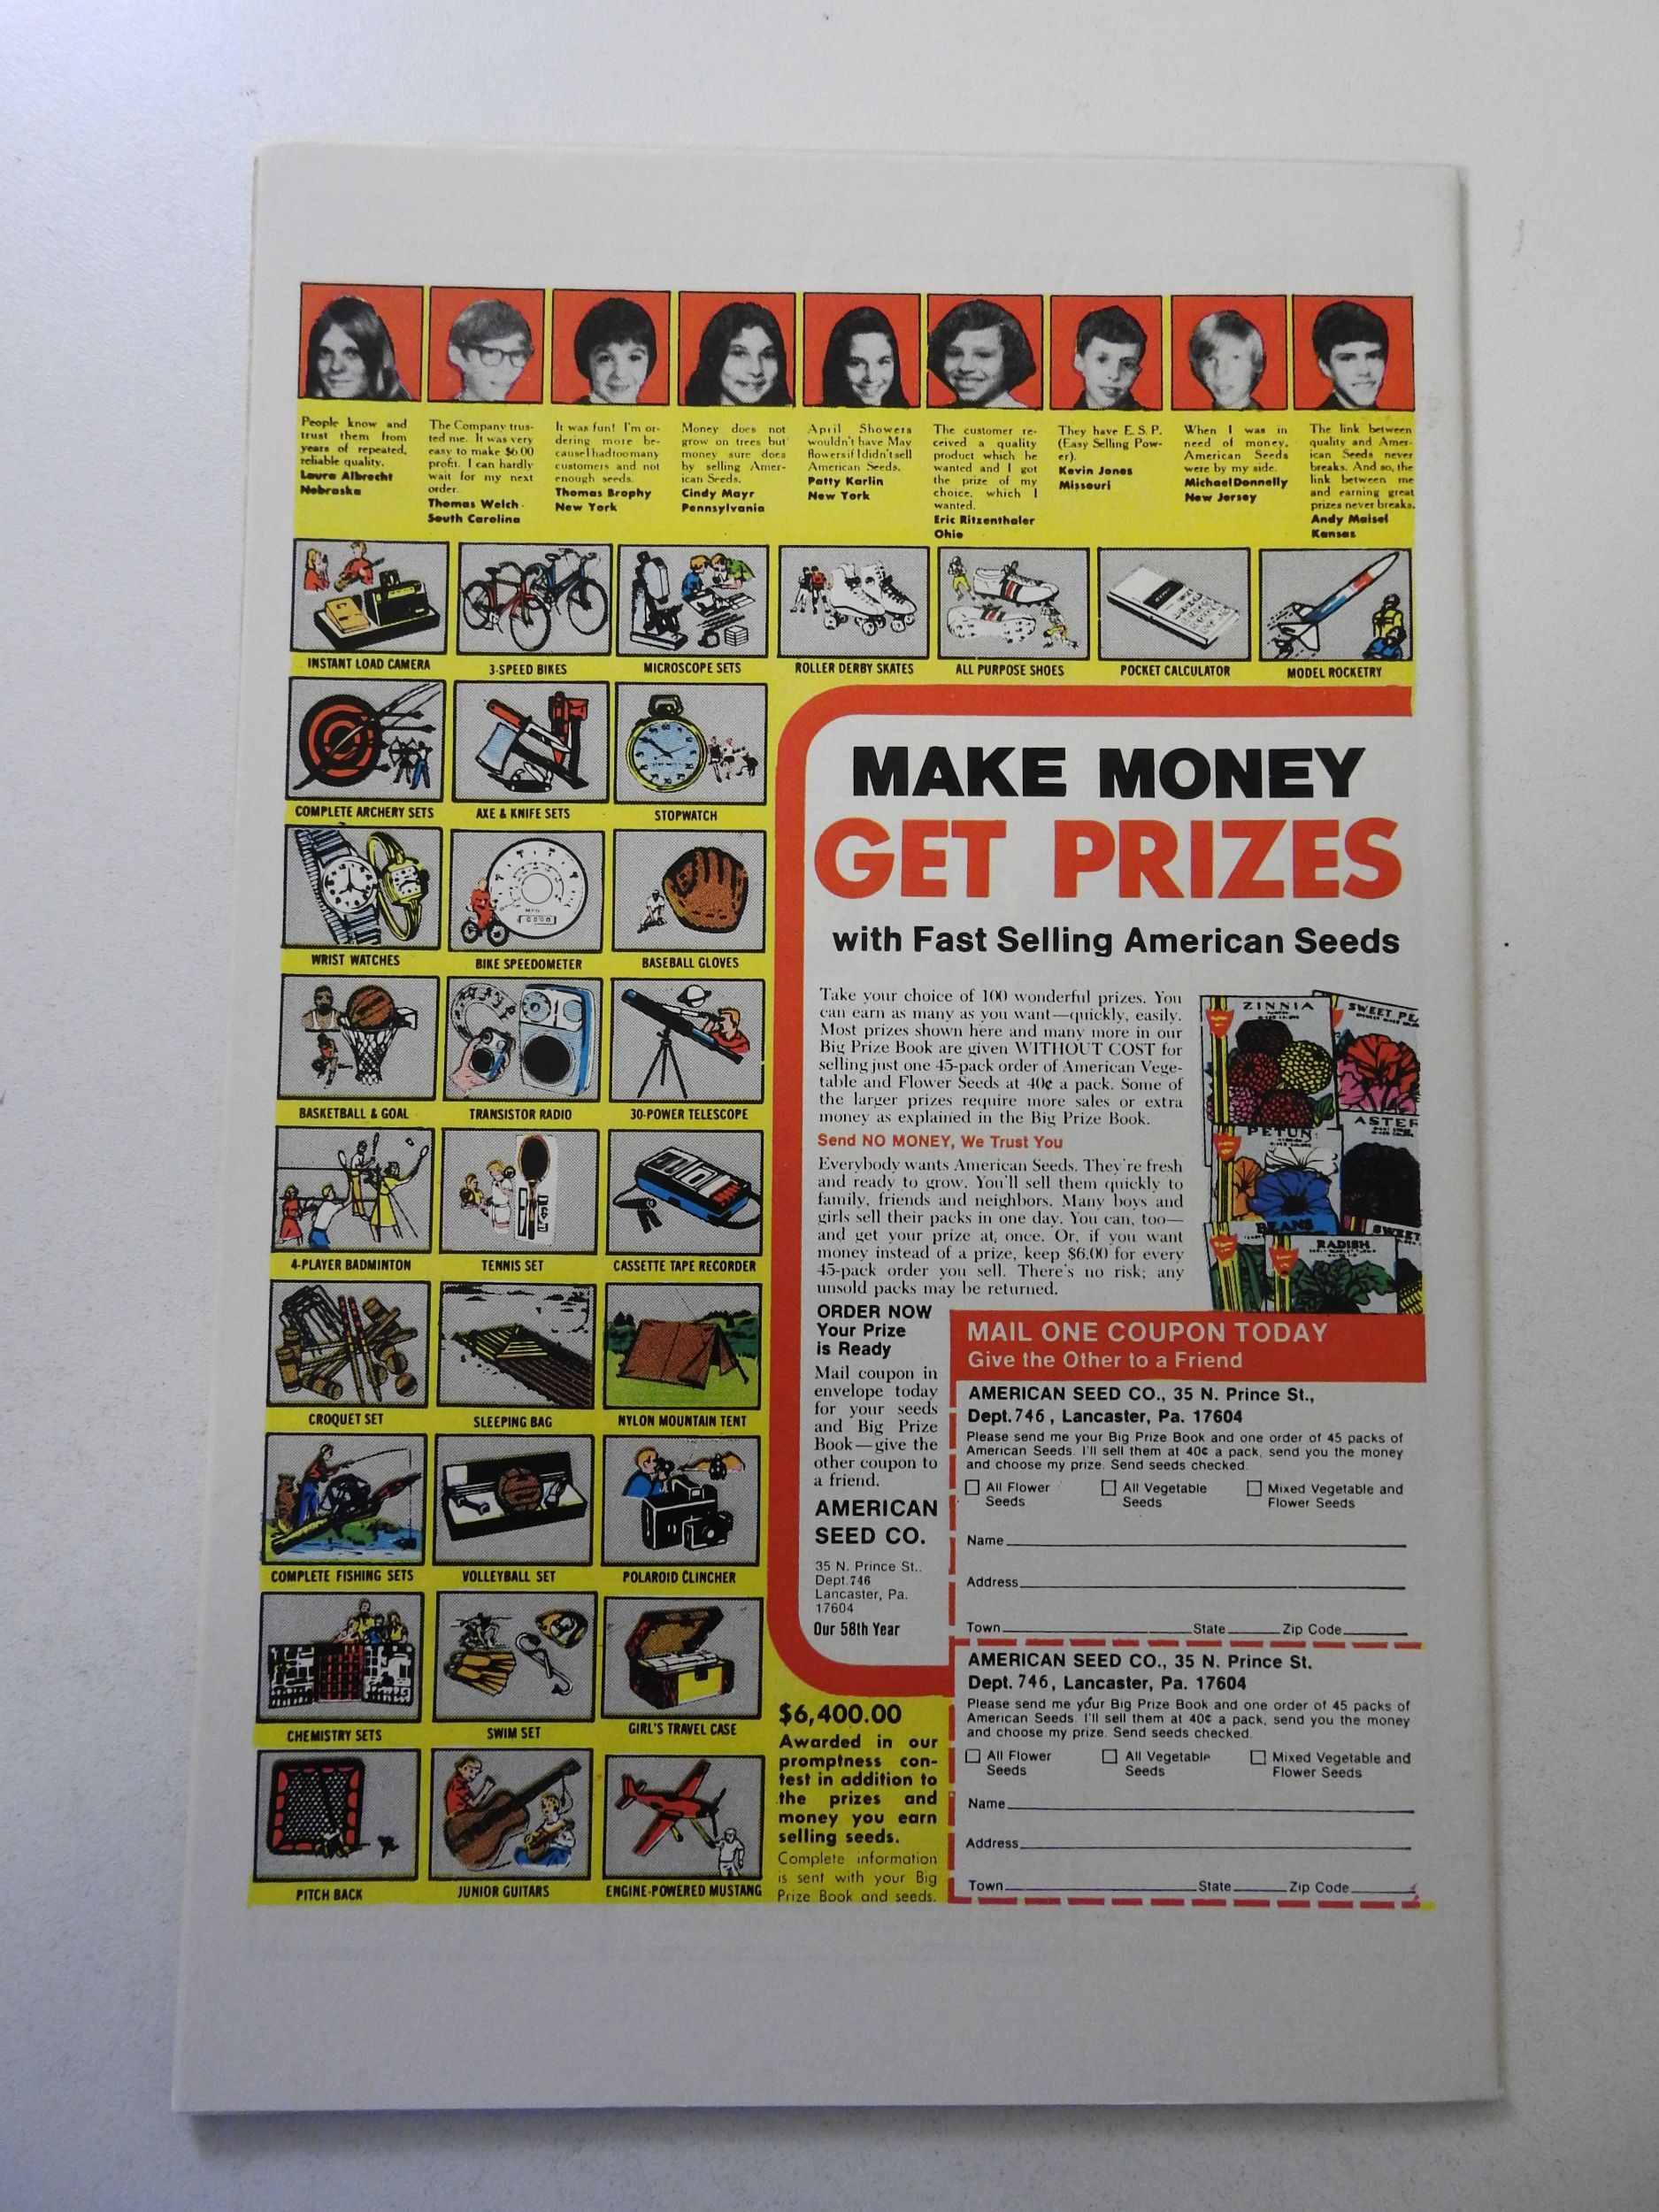 People know and
trust them from
years of repeated,
reliable quality.
Laura Albrecht
Nebraska
The Company trus-
ted me. It was very
easy to make $6.00
profit. I can hardly
wait for my next
order.
Thomas Welch
South Carolina
It was fun! I'm or-
dering more be-
cause I had too many
customers and not
enough seeds.
Thomas Brophy
New York
Money does not
grow on trees but
money sure does
by selling Amer-
ican Seeds.
Cindy Mayr
Pennsylvania
April Showers
wouldn't have May
flowers if I didn't sell
American Seeds.
Patty Karlin
New York
The customer re-
ceived a quality
product which he
wanted and I got
the prize of my
choice, which I
wanted.
Eric Ritzenthaler
Ohio
They have E. S. P.
(Easy Selling Pow-
er).
Kevin Jones
Missouri
When I was in
need of money,
American Seeds
were by my side.
Michael Donnelly
New Jersey
The link between
quality and Amer-
ican Seeds never
breaks. And so, the
link between me
and earning great
prizes never breaks.
Andy Maisel
Kansas
INSTANT LOAD CAMERA
3-SPEED BIKES
MICROSCOPE SETS
ROLLER DERBY SKATES
ALL PURPOSE SHOES
POCKET CALCULATOR
MODEL ROCKETRY
COMPLETE ARCHERY SETS
AXE & KNIFE SETS
STOPWATCH
WRIST WATCHES
BIKE SPEEDOMETER
BASEBALL GLOVES
BASKETBALL & GOAL
TRANSISTOR RADIO
30-POWER TELESCOPE
4-PLAYER BADMINTON
TENNIS SET
CASSETTE TAPE RECORDER
CROQUET SET
SLEEPING BAG
NYLON MOUNTAIN TENT
COMPLETE FISHING SETS
VOLLEYBALL SET
POLAROID CLINCHER
CHEMISTRY SETS
SWIM SET
GIRL'S TRAVEL CASE
PITCH BACK
JUNIOR GUITARS
ENGINE-POWERED MUSTANG
MAKE MONEY
GET PRIZES
with Fast Selling American Seeds
Take your choice of 100 wonderful prizes. You
can earn as many as you want—quickly, easily.
Most prizes shown here and many more in our
Big Prize Book are given WITHOUT COST for
selling just one 45-pack order of American Vege-
table and Flower Seeds at 40¢ a pack. Some of
the larger prizes require more sales or extra
money as explained in the Big Prize Book.
Send NO MONEY, We Trust You
Everybody wants American Seeds. They're fresh
and ready to grow. You'll sell them quickly to
family, friends and neighbors. Many boys and
girls sell their packs in one day. You can, too—
and get your prize at once. Or, if you want
money instead of a prize, keep $6.00 for every
45-pack order you sell. There's no risk; any
unsold packs may be returned.
ZINNIA
SWEET PE
ASTER
PETUN
BEANS
SWEET
RADISH
ORDER NOW
Your Prize
is Ready
Mail coupon in
envelope today
for your seeds
and Big Prize
Book—give the
other coupon to
a friend.
AMERICAN
SEED CO.
35 N. Prince St.,
Dept. 746
Lancaster, Pa.
17604
Our 58th Year
$6,400.00
Awarded in our
promptness con-
test in addition to
the prizes and
money you earn
selling seeds.
Complete information
is sent with your Big
Prize Book and seeds.
MAIL ONE COUPON TODAY
Give the Other to a Friend
AMERICAN SEED CO., 35 N. Prince St.,
Dept. 746, Lancaster, Pa. 17604
Please send me your Big Prize Book and one order of 45 packs of
American Seeds. I'll sell them at 40¢ a pack, send you the money
and choose my prize. Send seeds checked.
All Flower Seeds
All Vegetable Seeds
Mixed Vegetable and Flower Seeds
Name
Address
Town State Zip Code
AMERICAN SEED CO., 35 N. Prince St.
Dept. 746, Lancaster, Pa. 17604
Please send me your Big Prize Book and one order of 45 packs of
American Seeds. I'll sell them at 40¢ a pack, send you the money
and choose my prize. Send seeds checked.
All Flower Seeds
All Vegetable Seeds
Mixed Vegetable and Flower Seeds
Name
Address
Town State Zip Code